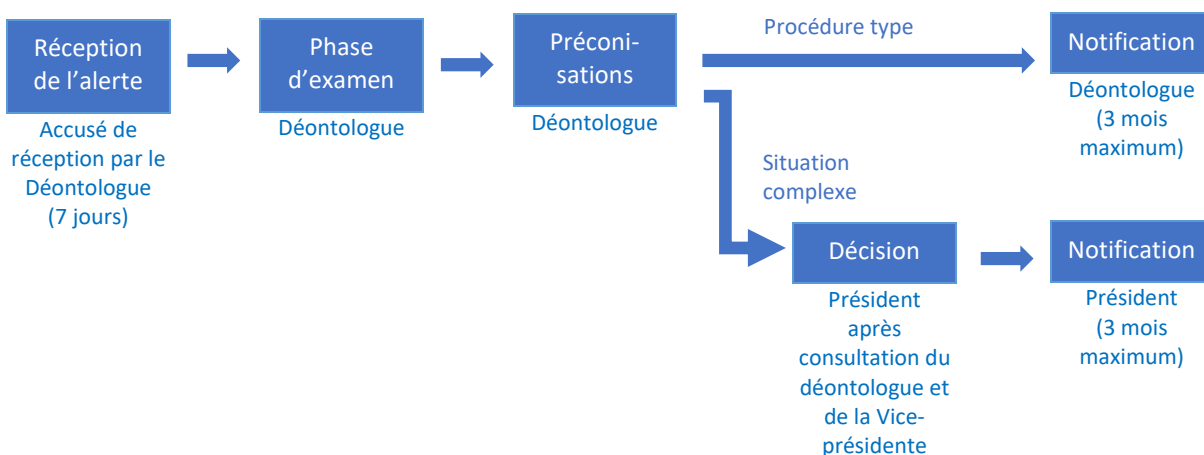 Réception
de l’alerte
Accusé de
réception par le
Déontologue
(7 jours)
Phase
d’examen
Déontologue
Préconi-
sations
Déontologue
Procédure type
Notification
Déontologue
(3 mois
maximum)
Situation
complexe
Décision
Président
après
consultation du
déontologue et
de la Vice-
présidente
Notification
Président
(3 mois
maximum)